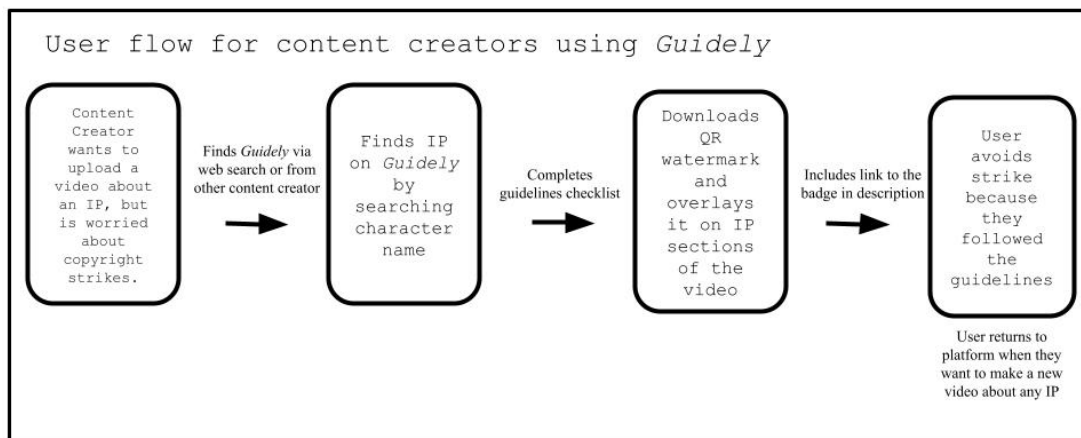 User flow for content creators using Guidely
Content
Creator
wants to
upload a
video about
an IP, but
is worried
about
copyright
strikes.
Finds Guidely via
web search or from
other content creator
Finds IP
on Guidely
by
searching
character
name
Completes
guidelines checklist
Downloads
QR
watermark
and
overlays
it on IP
sections
of the
video
Includes link to the
badge in description
User
avoids
strike
because
they
followed
the
guidelines
User returns to
platform when they
want to make a new
video about any IP